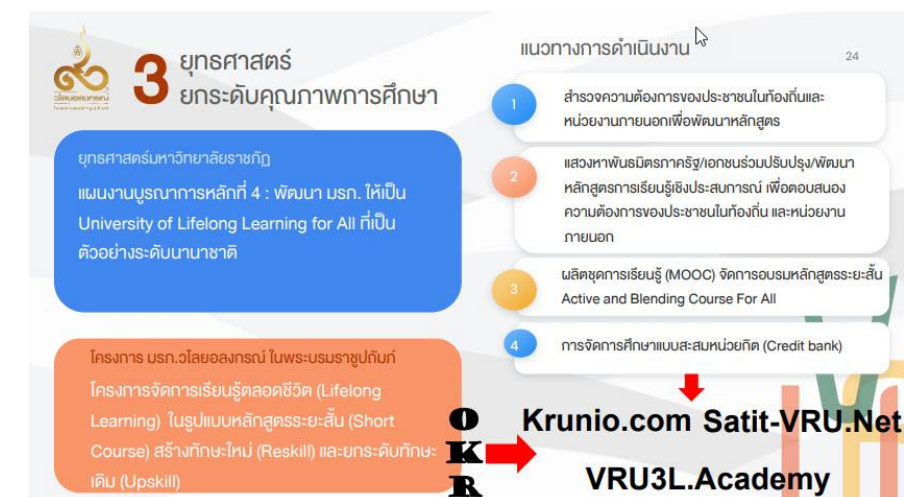 วไลยอลงกรณ์
3 ยุทธศาสตร์
ยกระดับคุณภาพการศึกษา
ยุทธศาสตร์มหาวิทยาลัยราชภัฏ
แผนงานบูรณาการหลักที่ 4 : พัฒนา มรภ. ให้เป็น
University of Lifelong Learning for All ที่เป็น
ตัวอย่างระดับนานาชาติ
โครงการ มรภ.วไลยอลงกรณ์ ในพระบรมราชูปถัมภ์
โครงการจัดการเรียนรู้ตลอดชีวิต (Lifelong
Learning) ในรูปแบบหลักสูตรระยะสั้น (Short
Course) สร้างทักษะใหม่ (Reskill) และยกระดับทักษะ
เดิม (Upskill)
แนวทางการดำเนินงาน
24
1 สำรวจความต้องการของประชาชนในท้องถิ่นและ
หน่วยงานภายนอกเพื่อพัฒนาหลักสูตร
2 แสวงหาพันธมิตรภาครัฐ/เอกชนร่วมปรับปรุง/พัฒนา
หลักสูตรการเรียนรู้เชิงประสบการณ์ เพื่อตอบสนอง
ความต้องการของประชาชนในท้องถิ่น และหน่วยงาน
ภายนอก
3 ผลิตชุดการเรียนรู้ (MOOC) จัดการอบรมหลักสูตรระยะสั้น
Active and Blending Course For All
4 การจัดการศึกษาแบบสะสมหน่วยกิต (Credit bank)
O
K
R
Krunio.com Satit-VRU.Net
VRU3L.Academy